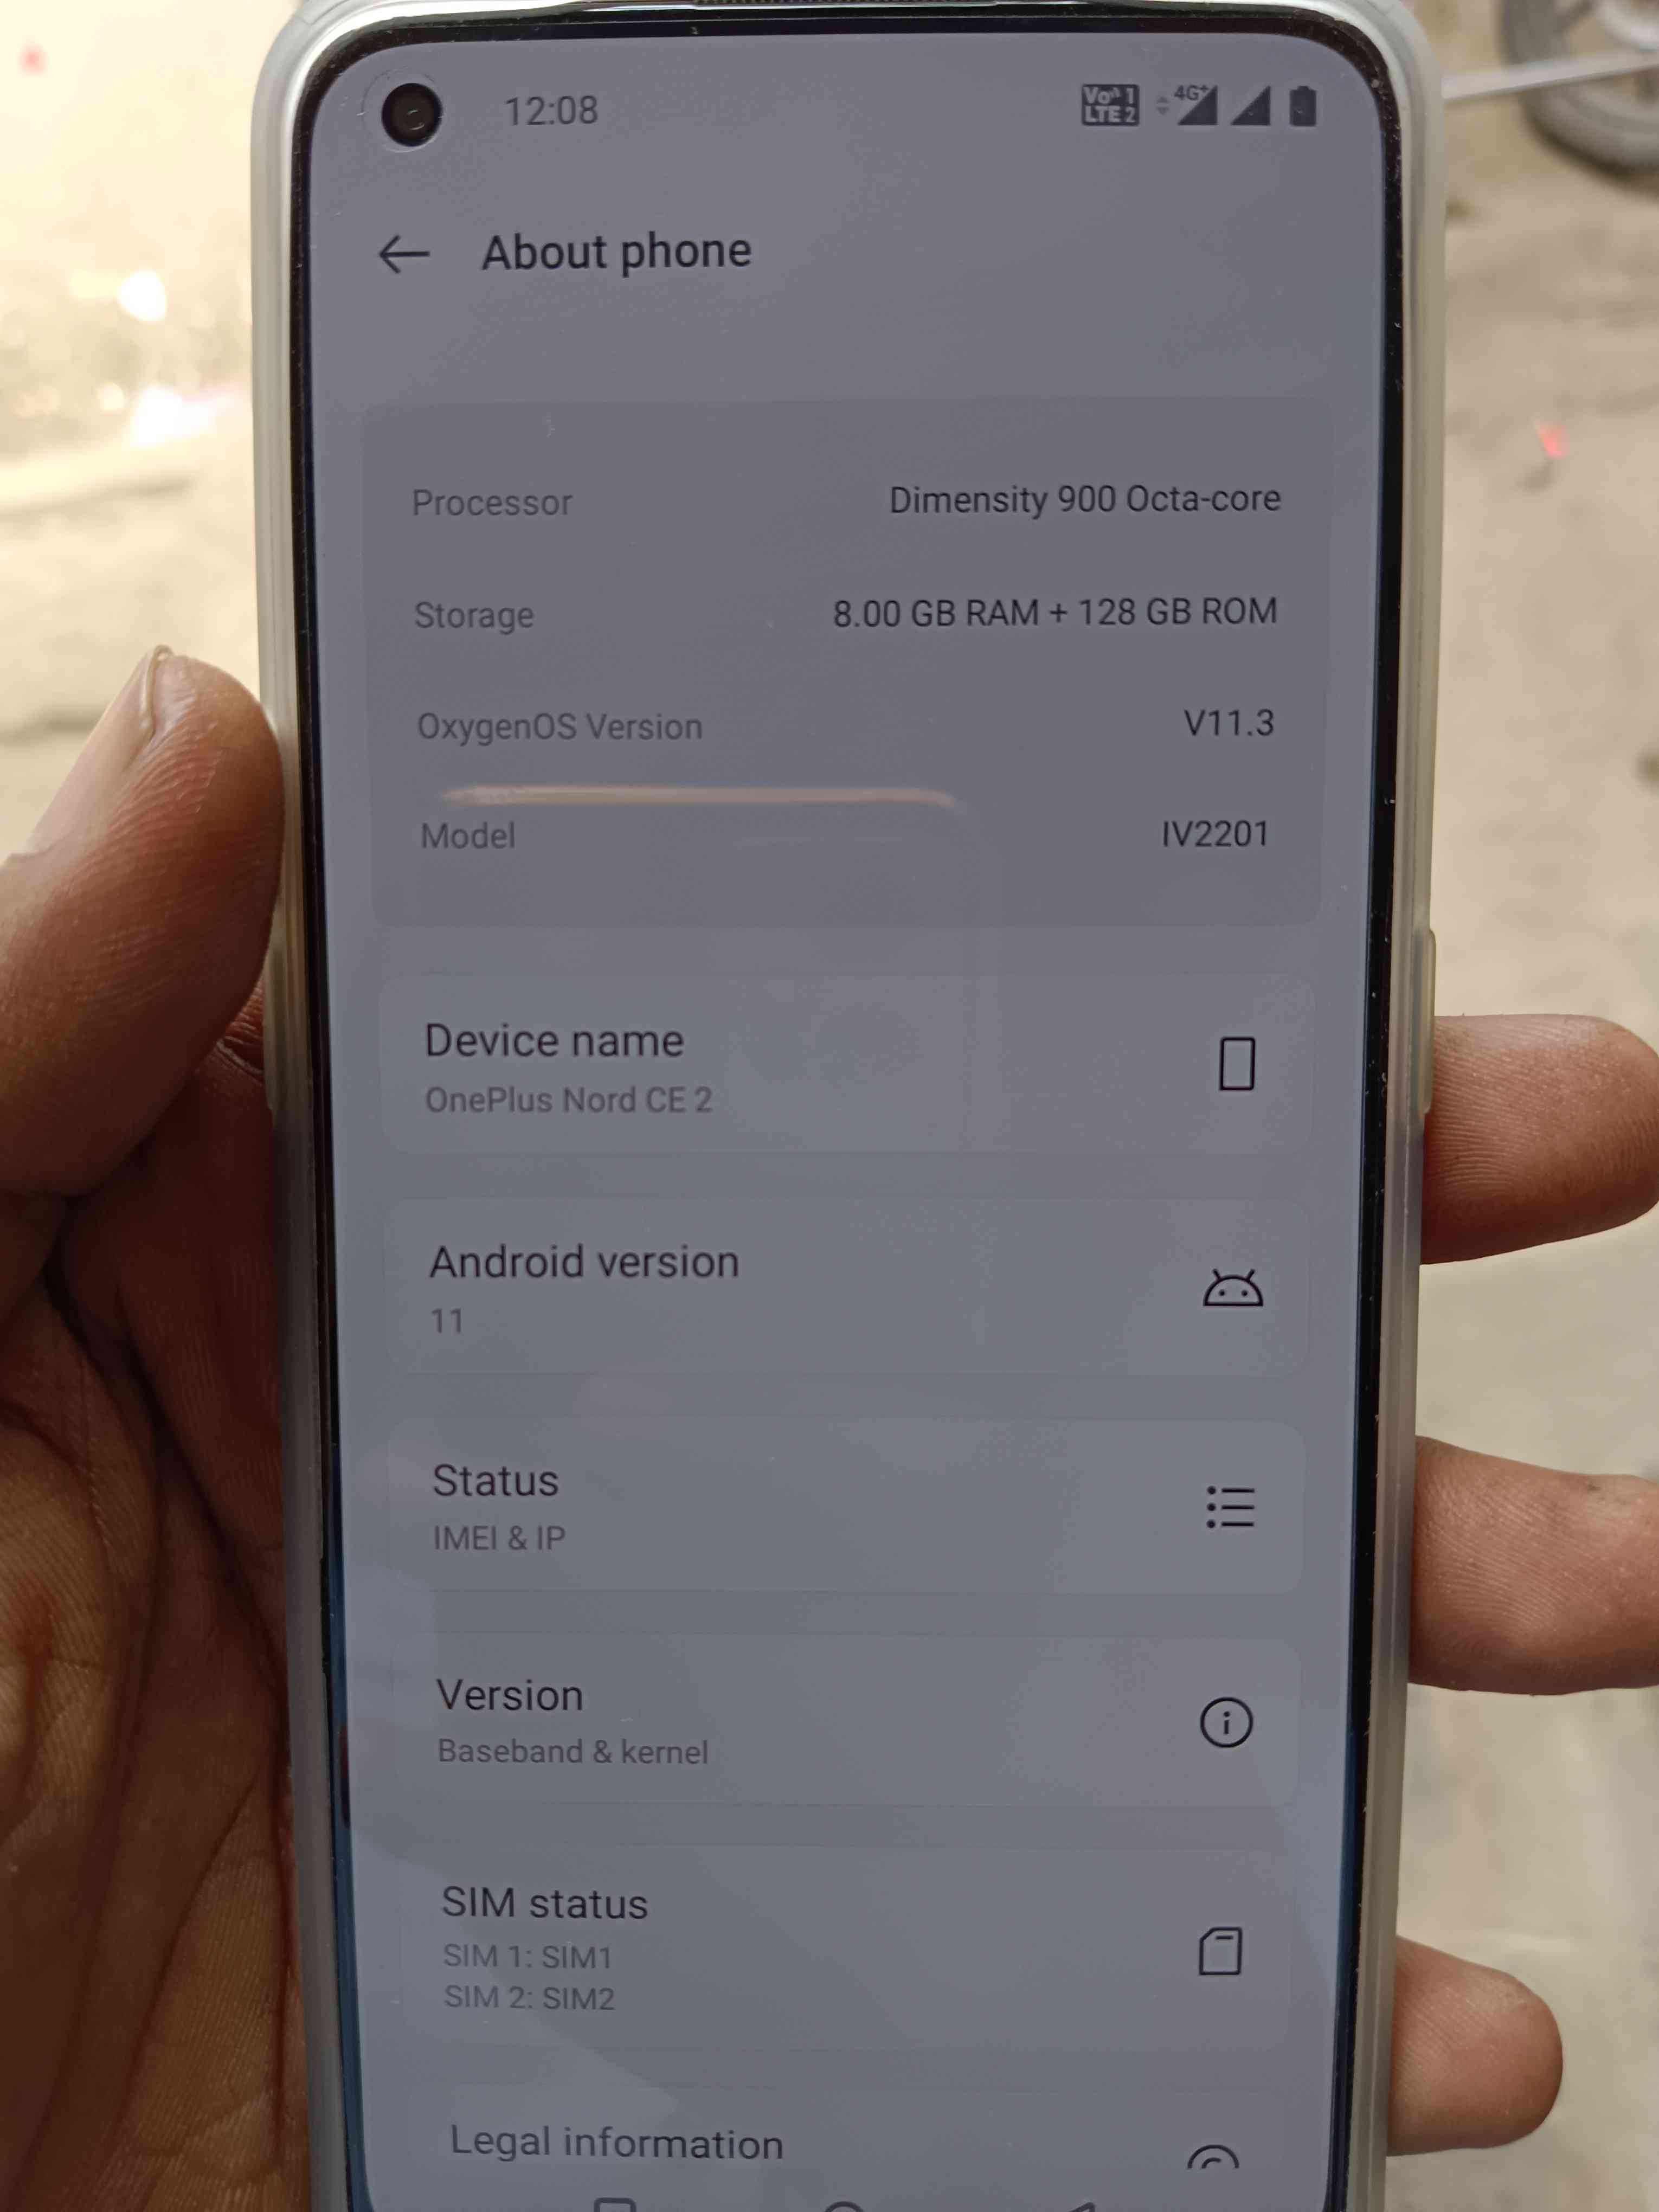 12:08
Vo 1
LTE 2
4G+
About phone
Processor Dimensity 900 Octa-core
Storage 8.00 GB RAM + 128 GB ROM
OxygenOS Version V11.3
Model IV2201
Device name
OnePlus Nord CE 2
Android version
11
Status
IMEI & IP
Version
Baseband & kernel
SIM status
SIM 1: SIM1
SIM 2: SIM2
Legal information